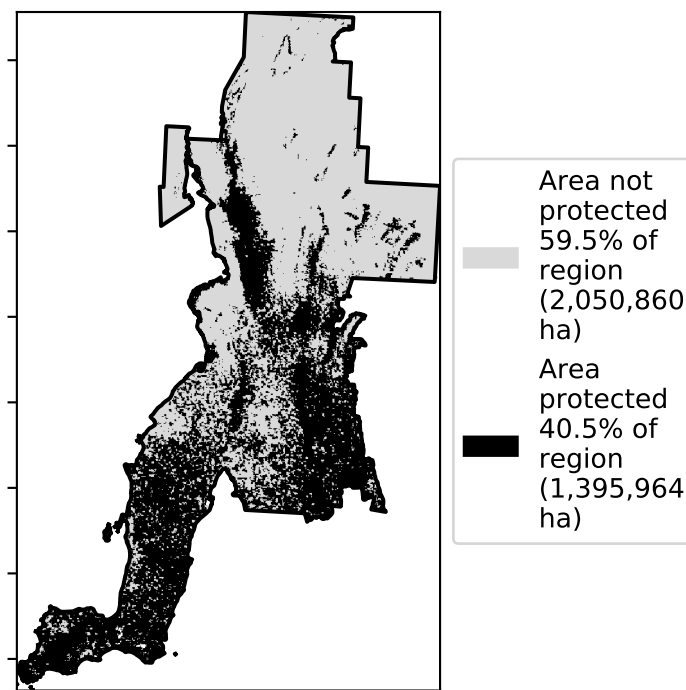 Area not
protected
59.5% of
region
(2,050,860
ha)
Area
protected
40.5% of
region
(1,395,964
ha)